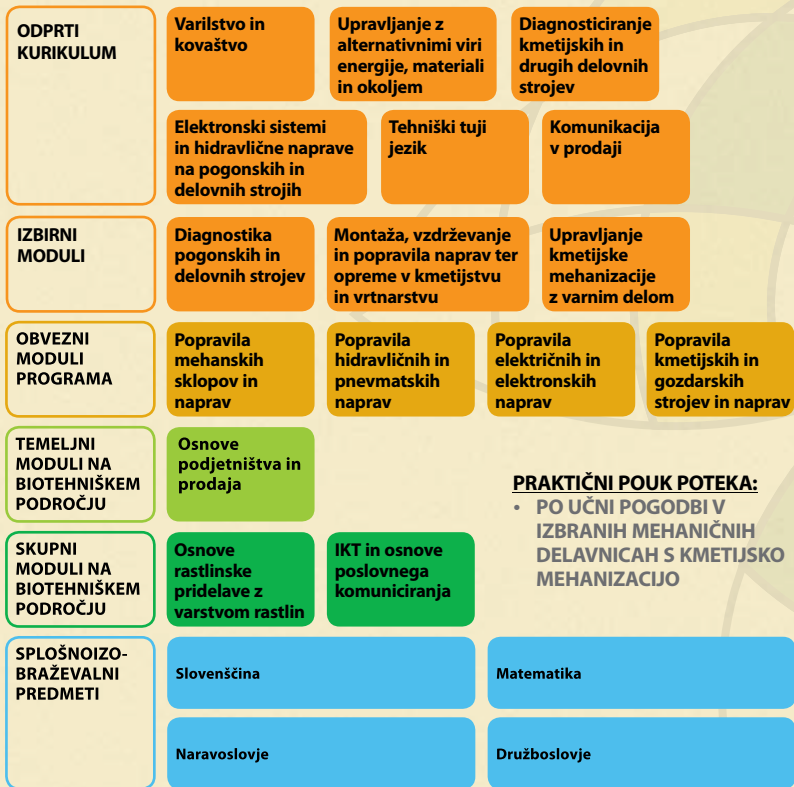 ODPRTI
KURIKULUM
Varilstvo in
kovaštvo
Upravljanje z
alternativnimi viri
energije, materiali
in okoljem
Diagnosticiranje
kmetijskih in
drugih delovnih
strojev
Elektronski sistemi
in hidravlične naprave
na pogonskih in
delovnih strojih
Tehniški tuji
jezik
Komunikacija
v prodaji
IZBIRNI
MODULI
Diagnostika
pogonskih in
delovnih strojev
Montaža, vzdrževanje
in popravila naprav ter
opreme v kmetijstvu
in vrtnarstvu
Upravljanje
kmetijske
mehanizacije
z varnim delom
OBVEZNI
MODULI
PROGRAMA
Popravila
mehanskih
sklopov in
naprav
Popravila
hidravličnih in
pnevmatskih
naprav
Popravila
električnih in
elektronskih
naprav
Popravila
kmetijskih in
gozdarskih
strojev in naprav
TEMELJNI
MODULI NA
BIOTEHNIŠKEM
PODROČJU
Osnove
podjetništva in
prodaja
PRAKTIČNI POUK POTEKA:
• PO UČNI POGODBI V
IZBRANIH MEHANIČNIH
DELAVNICAH S KMETIJSKO
MEHANIZACIJO
SKUPNI
MODULI NA
BIOTEHNIŠKEM
PODROČJU
Osnove
rastlinske
pridelave z
varstvom rastlin
IKT in osnove
poslovnega
komuniciranja
SPLOŠNOIZO-
BRAŽEVALNI
PREDMETI
Slovenščina
Matematika
Naravoslovje
Družboslovje